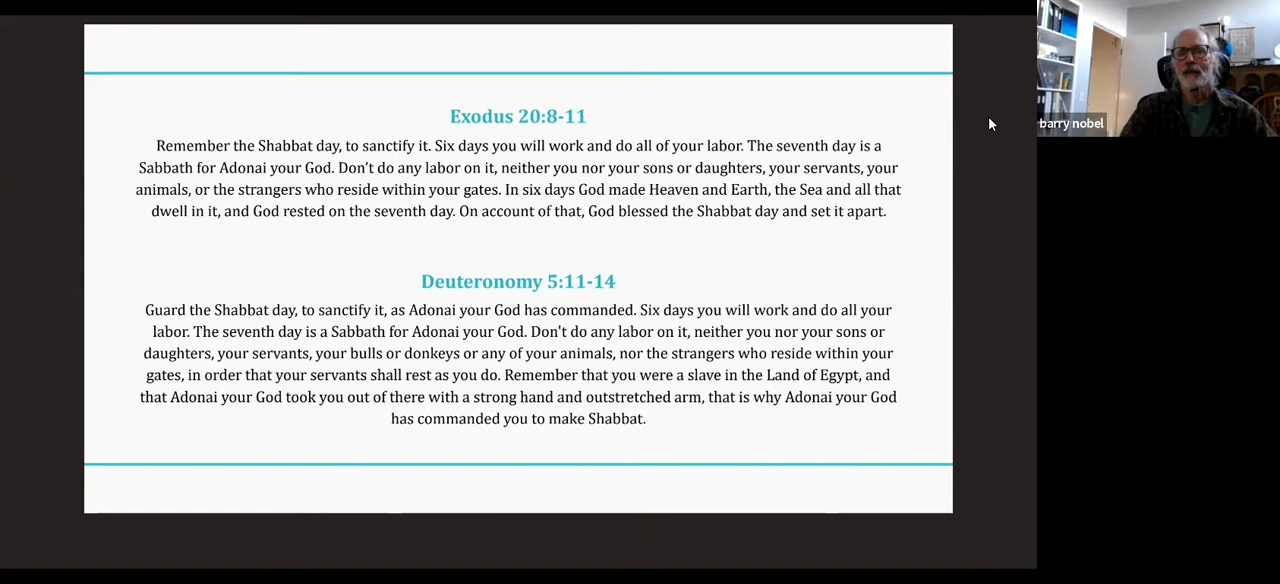 Exodus 20:8-11
Remember the Shabbat day, to sanctify it. Six days you will work and do all of your labor. The seventh day is a
Sabbath for Adonai your God. Don’t do any labor on it, neither you nor your sons or daughters, your servants, your
animals, or the strangers who reside within your gates. In six days God made Heaven and Earth, the Sea and all that
dwell in it, and God rested on the seventh day. On account of that, God blessed the Shabbat day and set it apart.
Deuteronomy 5:11-14
Guard the Shabbat day, to sanctify it, as Adonai your God has commanded. Six days you will work and do all your
labor. The seventh day is a Sabbath for Adonai your God. Don't do any labor on it, neither you nor your sons or
daughters, your servants, your bulls or donkeys or any of your animals, nor the strangers who reside within your
gates, in order that your servants shall rest as you do. Remember that you were a slave in the Land of Egypt, and
that Adonai your God took you out of there with a strong hand and outstretched arm, that is why Adonai your God
has commanded you to make Shabbat.
barry nobel